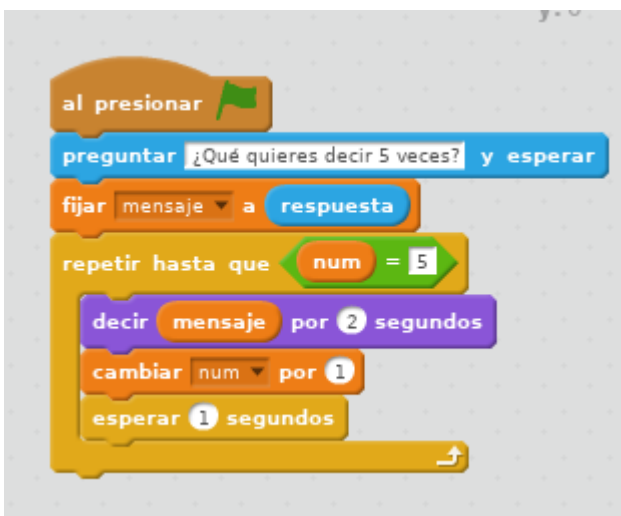 al presionar
preguntar ¿Qué quieres decir 5 veces? y esperar
fijar mensaje a respuesta
repetir hasta que num = 5
decir mensaje por 2 segundos
cambiar num por 1
esperar 1 segundos